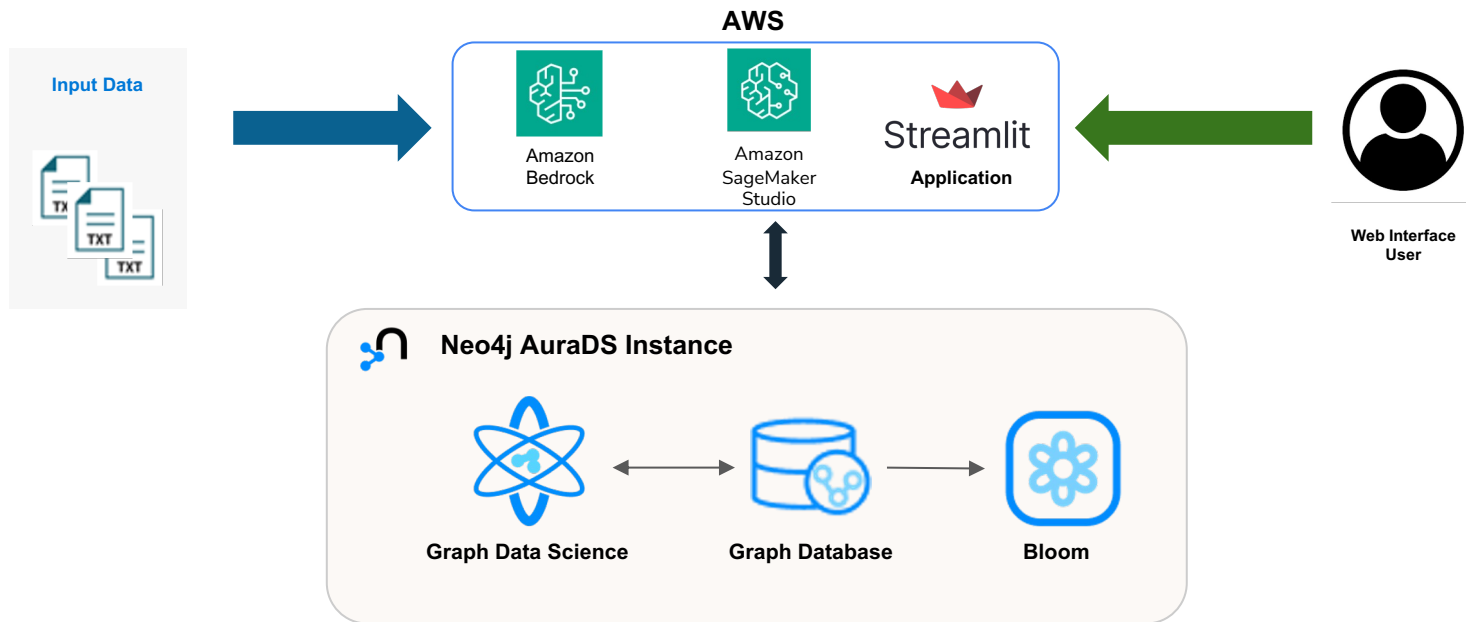 AWS
Input Data
TX
TXT
TXT
Amazon
Bedrock
Amazon
SageMaker
Studio
Streamlit
Application
Web Interface
User
Neo4j AuraDS Instance
Graph Data Science
Graph Database
Bloom